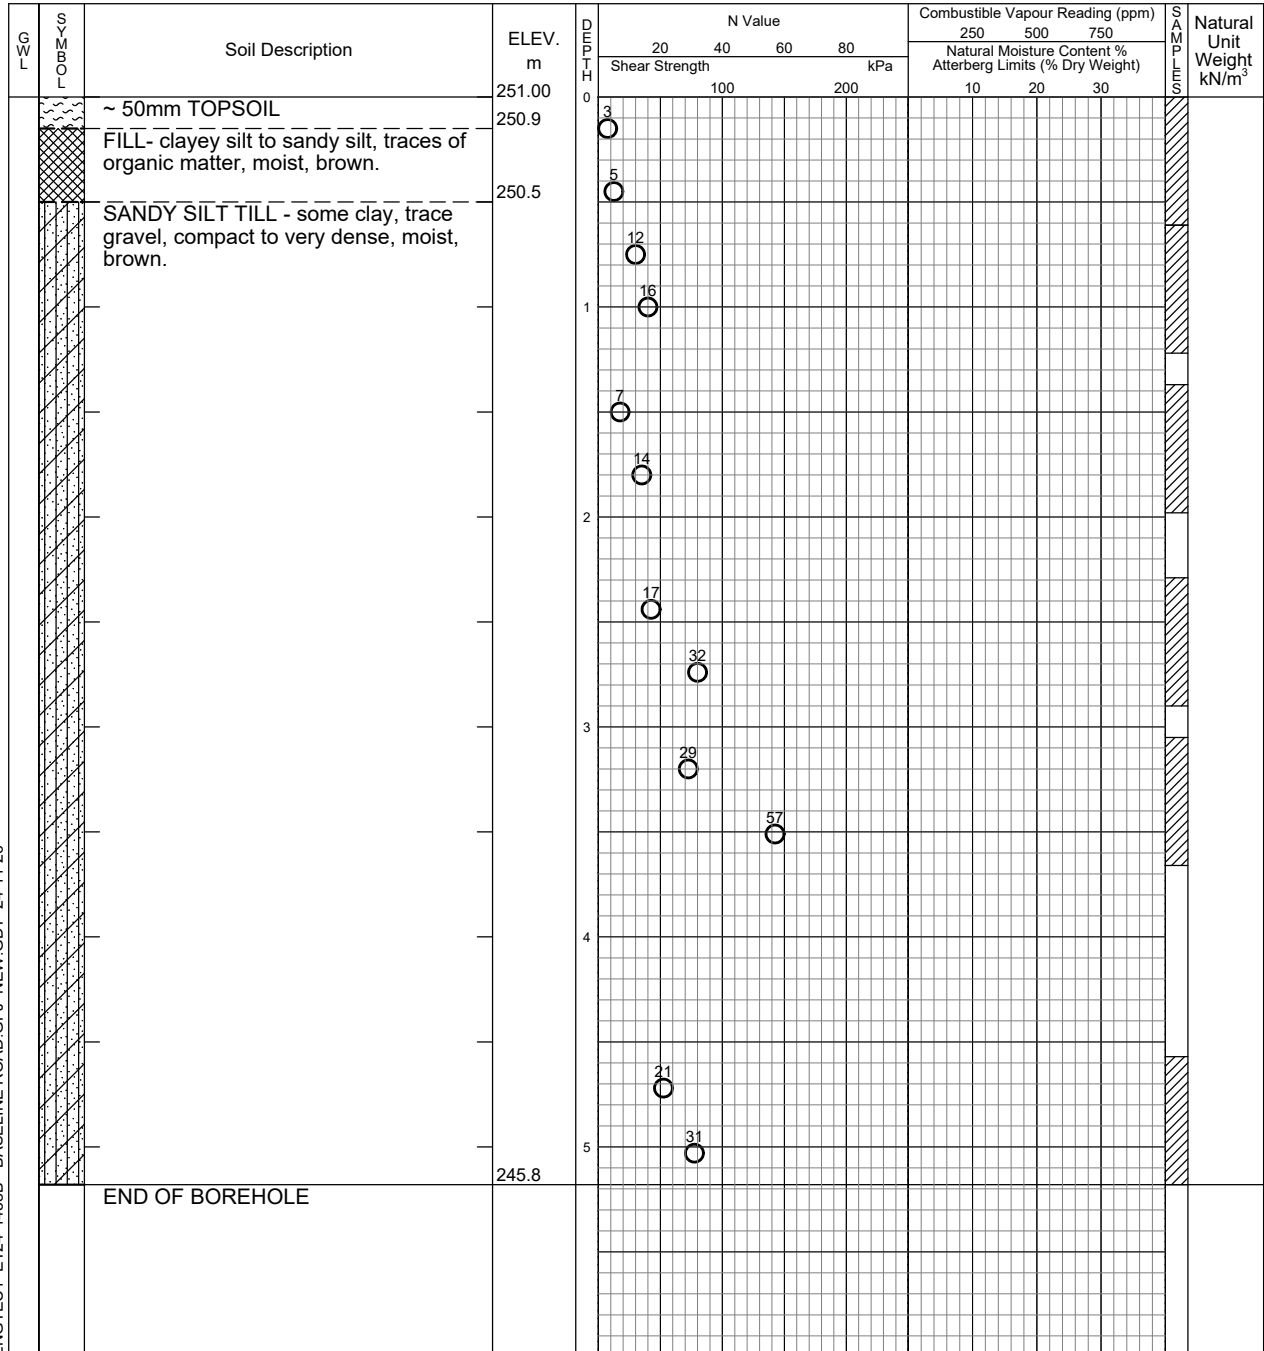 GWL
SYMBOL
Soil Description
ELEV.
m
DEPTH
N Value
20 40 60 80
Shear Strength kPa
100 200
Combustible Vapour Reading (ppm)
250 500 750
Natural Moisture Content %
Atterberg Limits (% Dry Weight)
10 20 30
SAMPLES
Natural
Unit
Weight
kN/m³
251.00
0
~ 50mm TOPSOIL
250.9
3
FILL- clayey silt to sandy silt, traces of
organic matter, moist, brown.
5
250.5
SANDY SILT TILL - some clay, trace
gravel, compact to very dense, moist,
brown.
12
16
1
7
14
2
17
32
3
29
57
4
21
31
5
245.8
END OF BOREHOLE